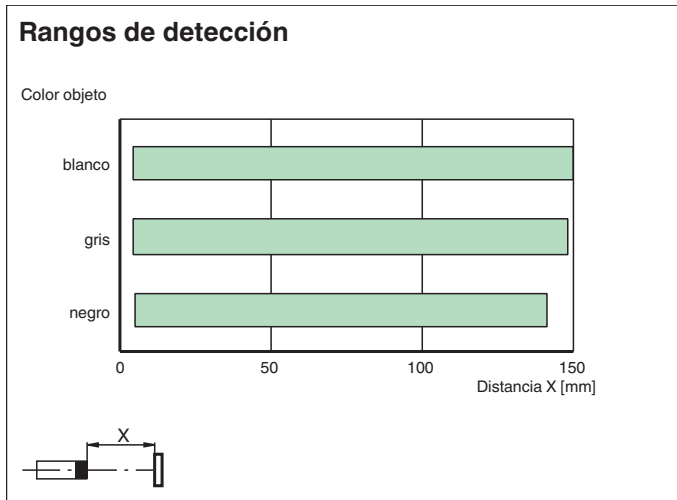 Rangos de detección
Color objeto
blanco
gris
negro
0 50 100 150
Distancia X [mm]
X